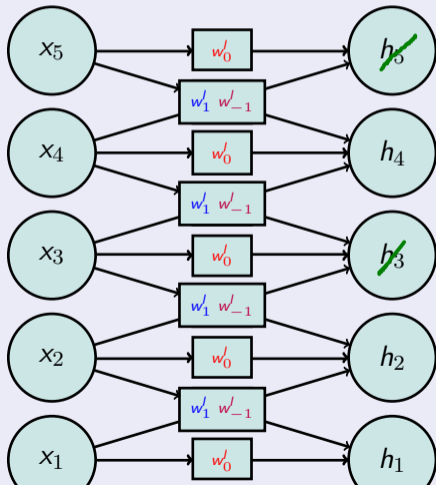 x₅ w₀ˡ h₅
w₁ˡ w₋₁ˡ
x₄ w₀ˡ h₄
w₁ˡ w₋₁ˡ
x₃ w₀ˡ h₃
w₁ˡ w₋₁ˡ
x₂ w₀ˡ h₂
w₁ˡ w₋₁ˡ
x₁ w₀ˡ h₁